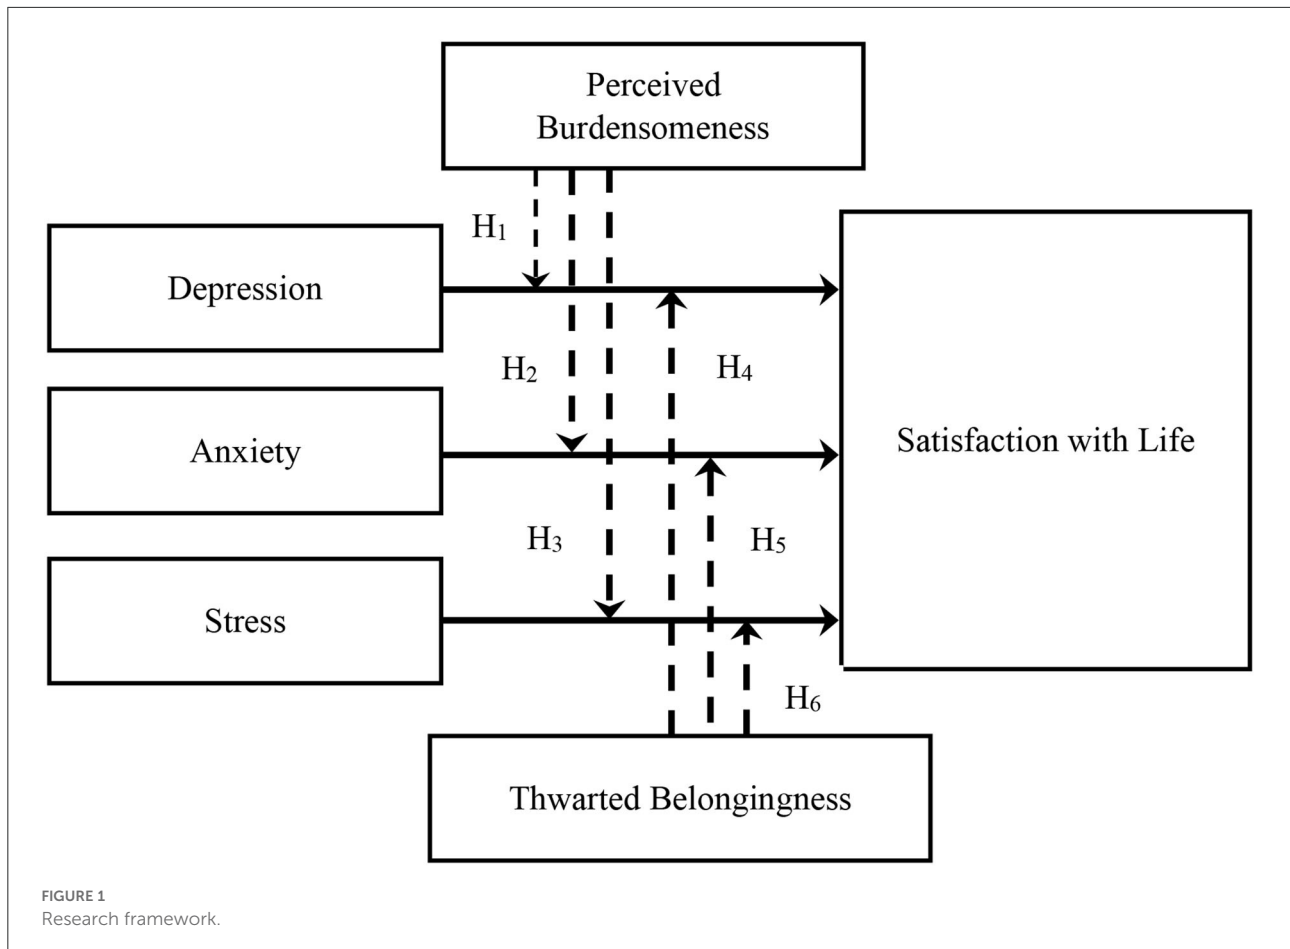 Perceived
Burdensomeness
H₁
Depression
H₂
H₄
Anxiety
Satisfaction with Life
H₃
H₅
Stress
H₆
Thwarted Belongingness
FIGURE 1
Research framework.